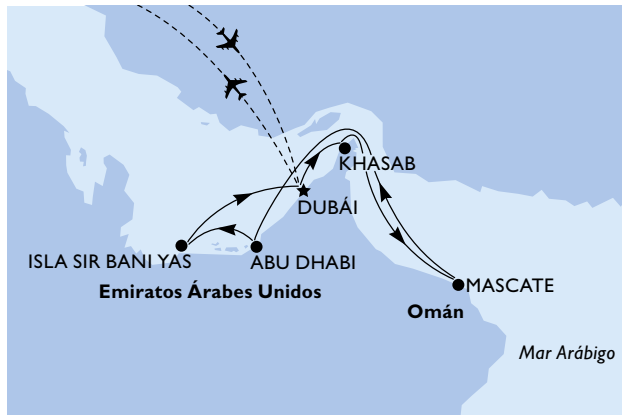 KHASAB
DUBÁI
ISLA SIR BANI YAS
ABU DHABI
Emiratos Árabes Unidos
MASCATE
Omán
Mar Arábigo